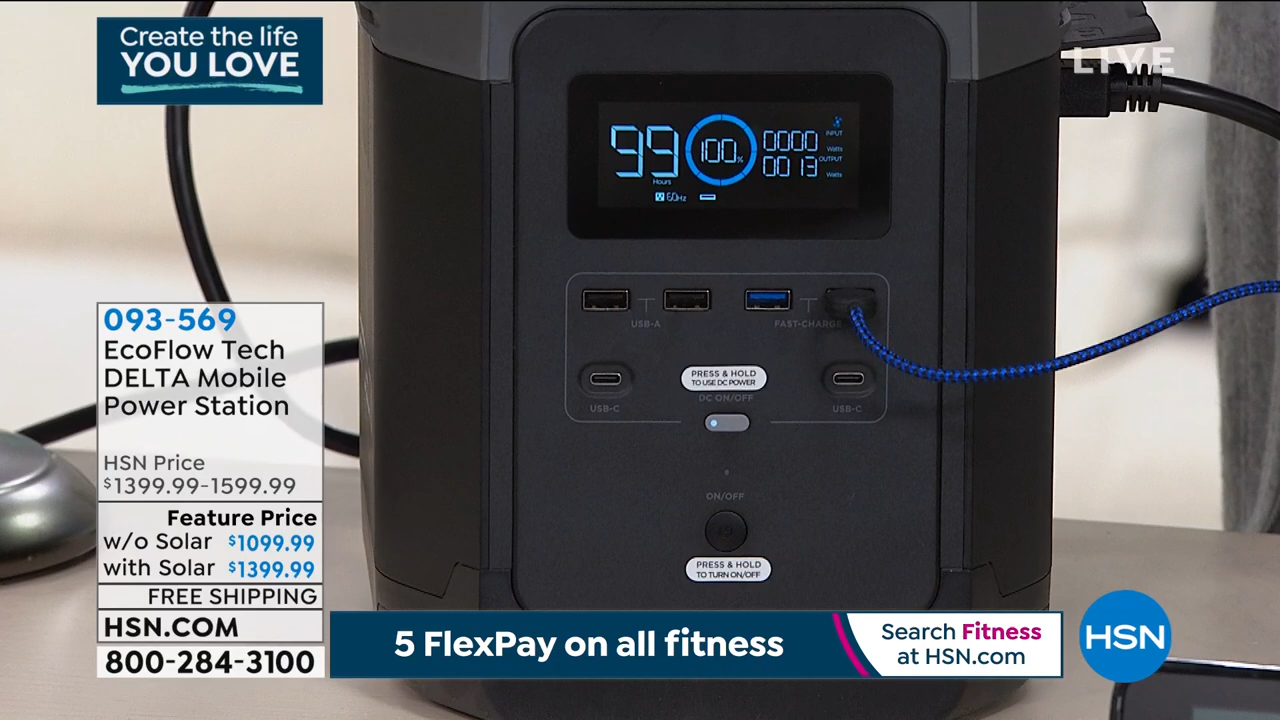 Create the life
YOU LOVE
LIVE
99
Hours
100%
0000
INPUT
Watts
0013
OUTPUT
Watts
60Hz
USB-A
FAST-CHARGE
PRESS & HOLD
TO USE DC POWER
DC ON/OFF
USB-C
USB-C
ON/OFF
PRESS & HOLD
TO TURN ON/OFF
093-569
EcoFlow Tech
DELTA Mobile
Power Station
HSN Price
$1399.99-1599.99
Feature Price
w/o Solar $1099.99
with Solar $1399.99
FREE SHIPPING
HSN.COM
800-284-3100
5 FlexPay on all fitness
Search Fitness
at HSN.com
HSN